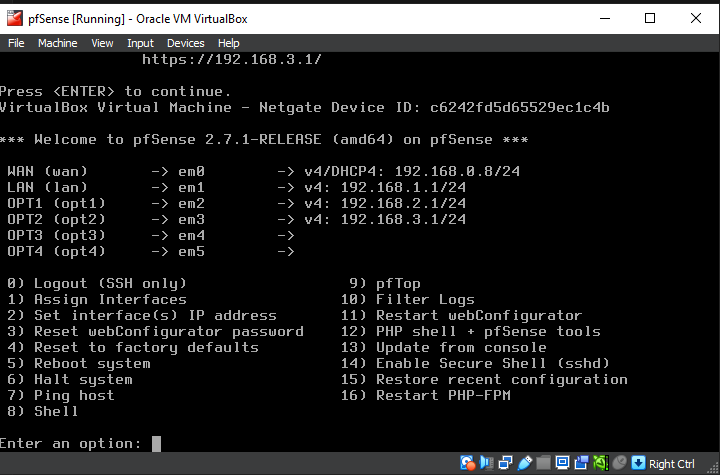 pfSense [Running] - Oracle VM VirtualBox
File Machine View Input Devices Help
https://192.168.3.1/
Press <ENTER> to continue.
VirtualBox Virtual Machine - Netgate Device ID: c6242fd5d65529ec1c4b
*** Welcome to pfSense 2.7.1-RELEASE (amd64) on pfSense ***
WAN (wan) -> em0 -> v4/DHCP4: 192.168.0.8/24
LAN (lan) -> em1 -> v4: 192.168.1.1/24
OPT1 (opt1) -> em2 -> v4: 192.168.2.1/24
OPT2 (opt2) -> em3 -> v4: 192.168.3.1/24
OPT3 (opt3) -> em4 ->
OPT4 (opt4) -> em5 ->
0) Logout (SSH only) 9) pfTop
1) Assign Interfaces 10) Filter Logs
2) Set interface(s) IP address 11) Restart webConfigurator
3) Reset webConfigurator password 12) PHP shell + pfSense tools
4) Reset to factory defaults 13) Update from console
5) Reboot system 14) Enable Secure Shell (sshd)
6) Halt system 15) Restore recent configuration
7) Ping host 16) Restart PHP-FPM
8) Shell
Enter an option:
Right Ctrl